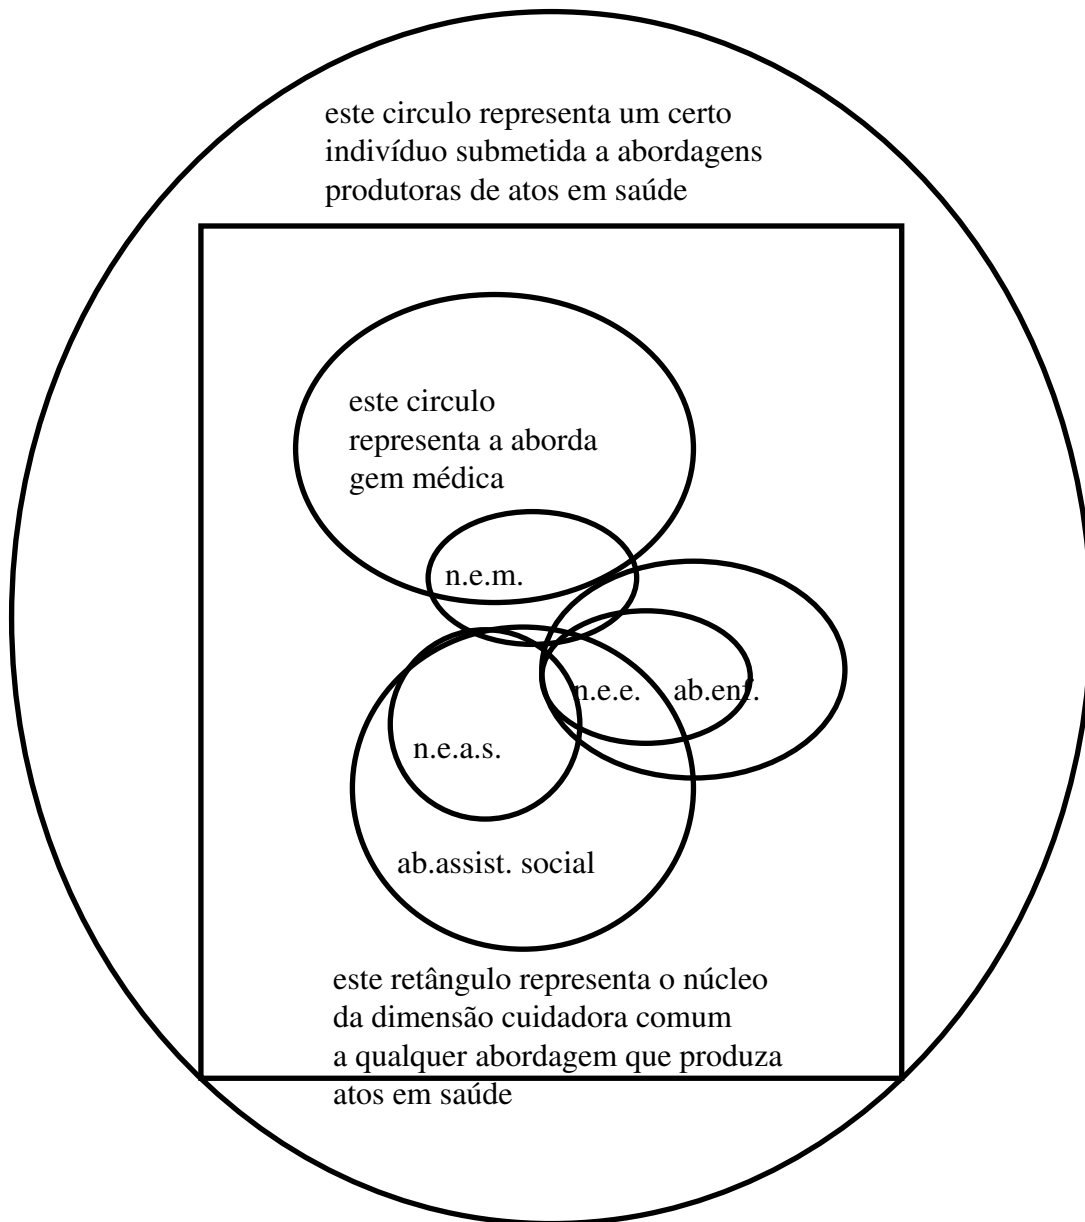 este circulo representa um certo
indivíduo submetida a abordagens
produtoras de atos em saúde
este circulo
representa a aborda
gem médica
n.e.m.
n.e.e.
ab.enf.
n.e.a.s.
ab.assist. social
este retângulo representa o núcleo
da dimensão cuidadora comum
a qualquer abordagem que produza
atos em saúde